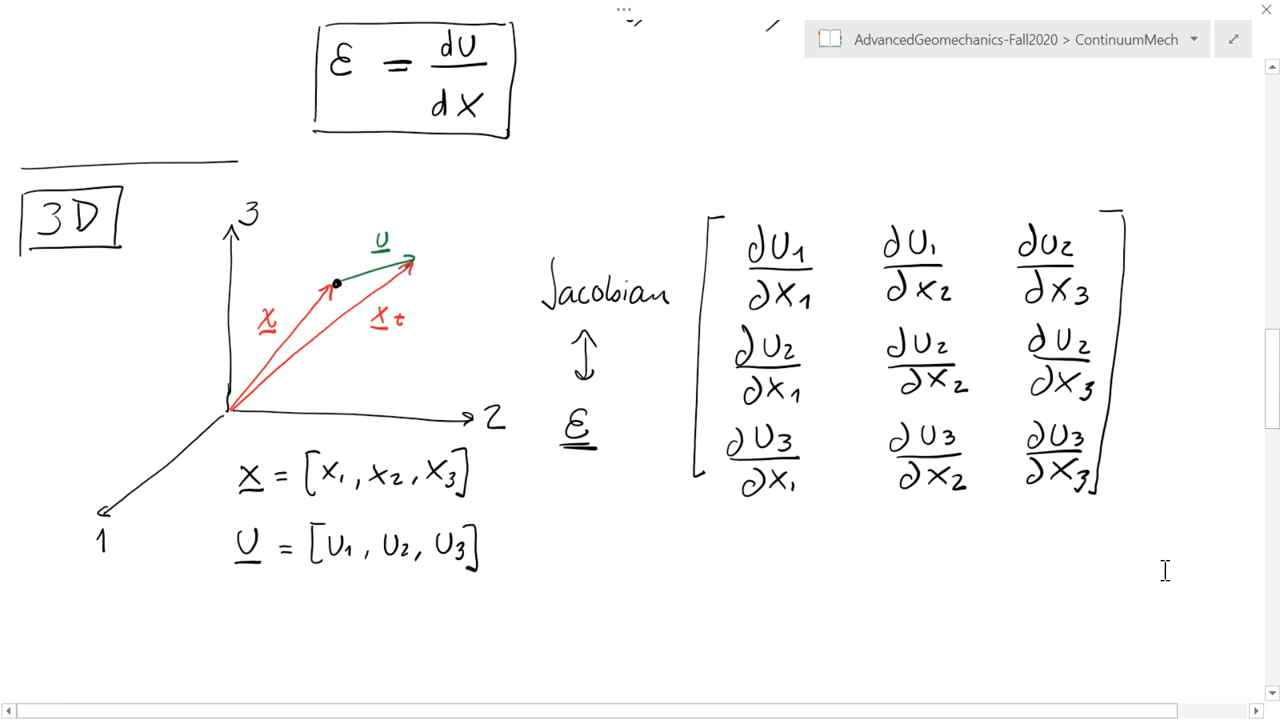 AdvancedGeomechanics-Fall2020 > ContinuumMech
ε = dU/dX
3D
3
2
1
u
x
x t
x = [x₁, x₂, x₃]
U = [U₁, U₂, U₃]
Jacobian
↕
ε
∂U₁/∂X₁ ∂U₁/∂X₂ ∂U₂/∂X₃
∂U₂/∂X₁ ∂U₂/∂X₂ ∂U₂/∂X₃
∂U₃/∂X₁ ∂U₃/∂X₂ ∂U₃/∂X₃